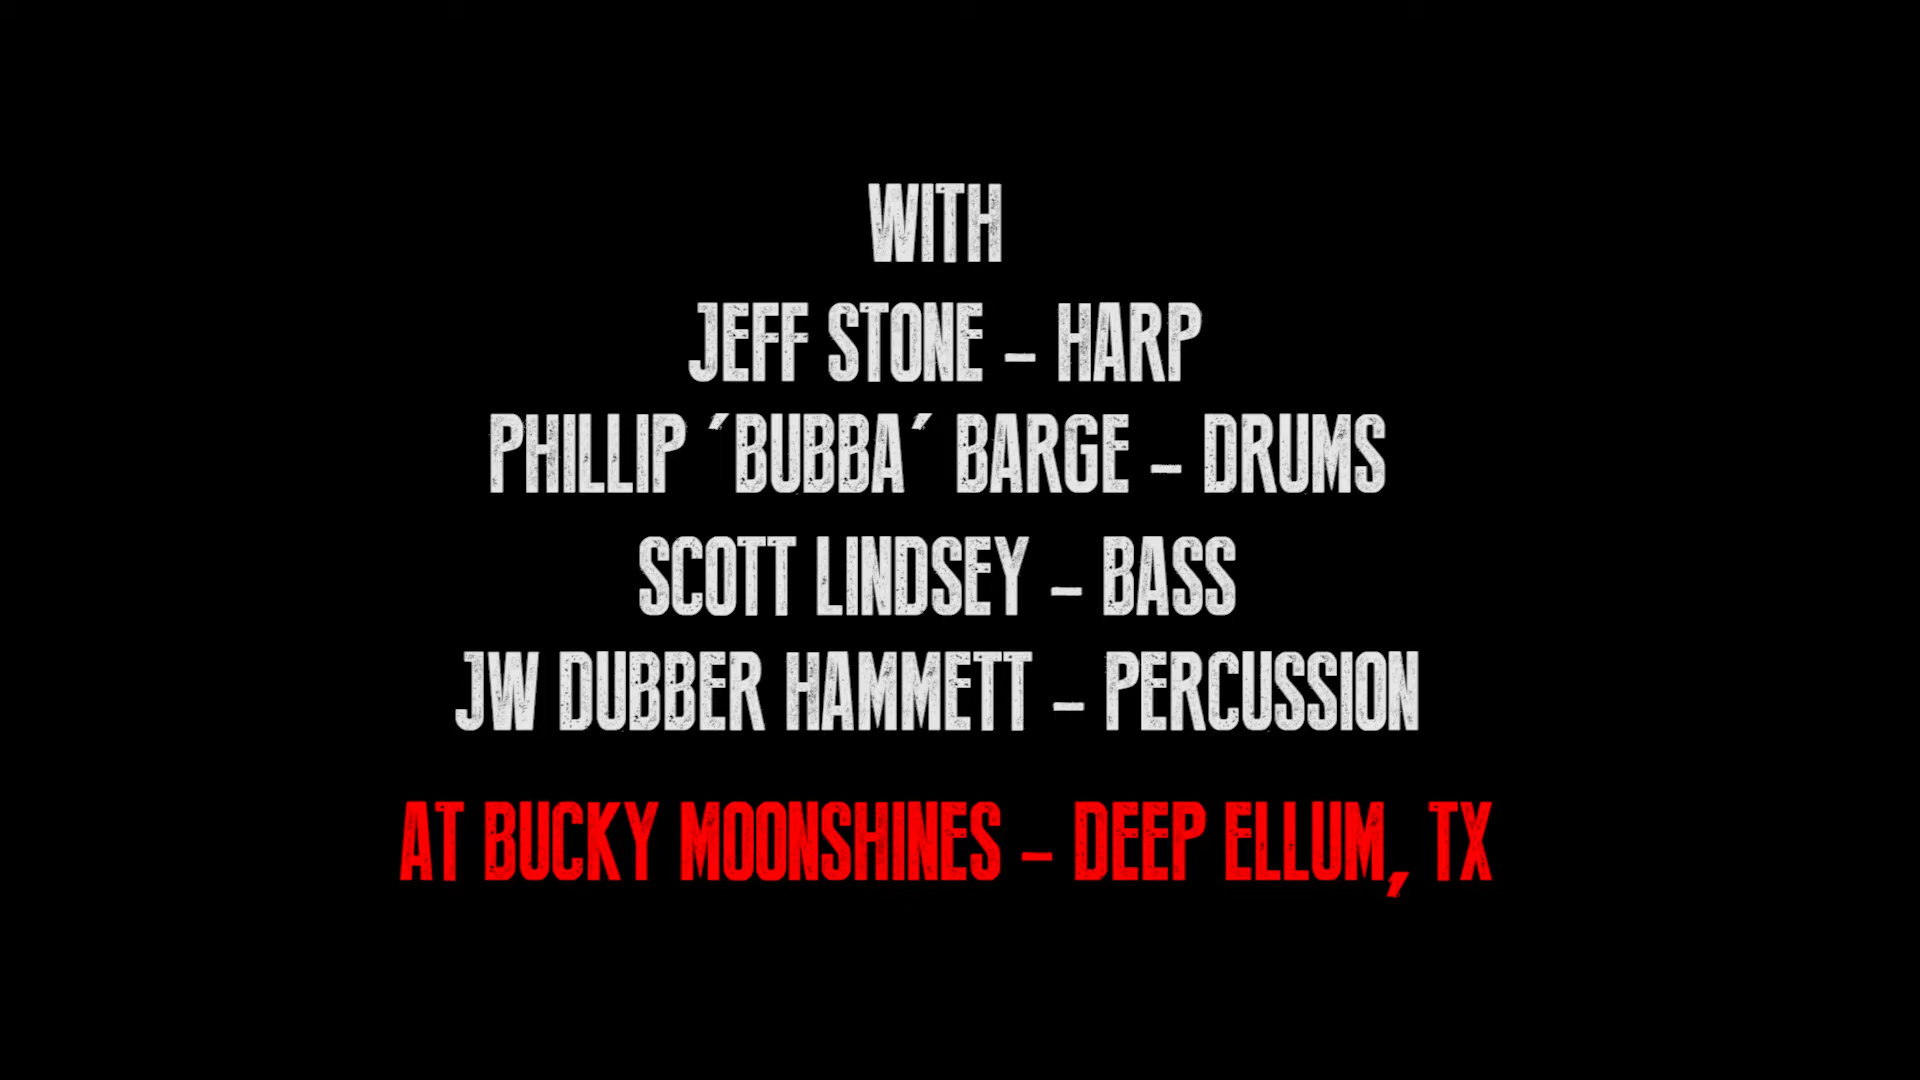 WITH
JEFF STONE – HARP
PHILLIP 'BUBBA' BARGE – DRUMS
SCOTT LINDSEY – BASS
JW DUBBER HAMMETT – PERCUSSION
AT BUCKY MOONSHINES – DEEP ELLUM, TX